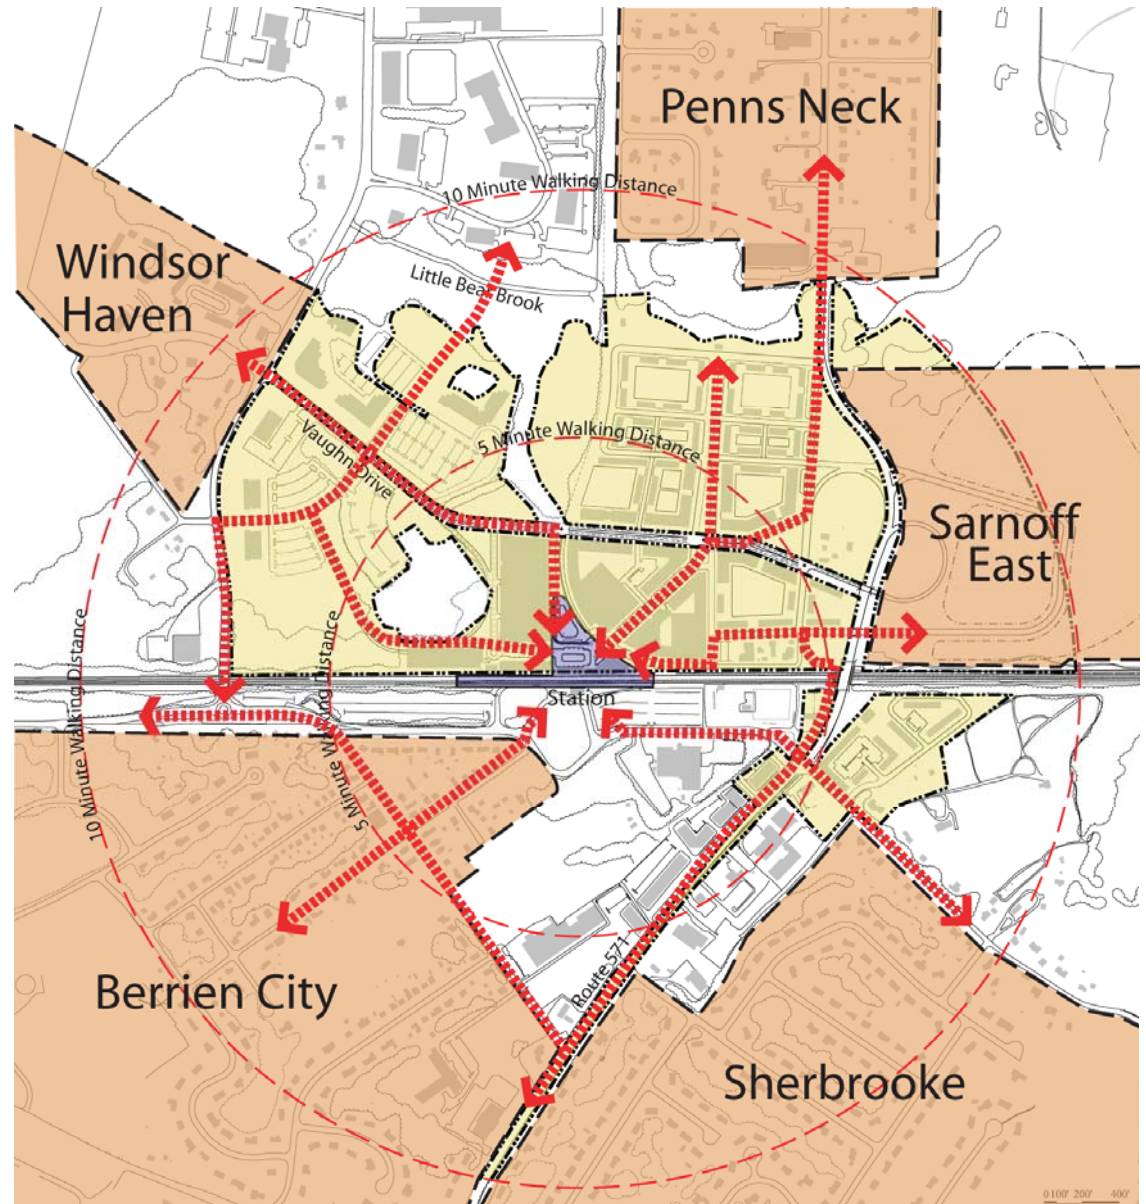 Penns Neck
10 Minute Walking Distance
Windsor
Haven
Little Bear Brook
Vaughn Drive
5 Minute Walking Distance
Sarnoff
East
10 Minute Walking Distance
5 Minute Walking Distance
Station
Berrien City
Route 571
Sherbrooke
0 100' 200' 400'